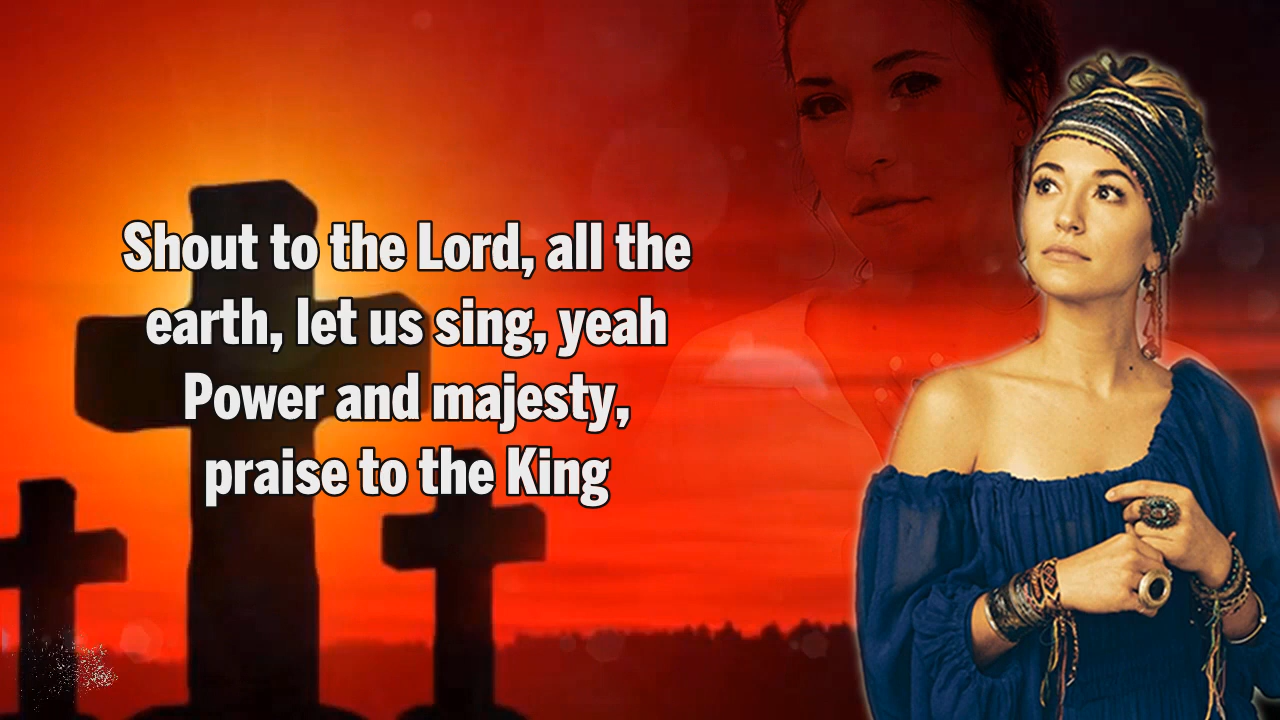 Shout to the Lord, all the
earth, let us sing, yeah
Power and majesty,
praise to the King